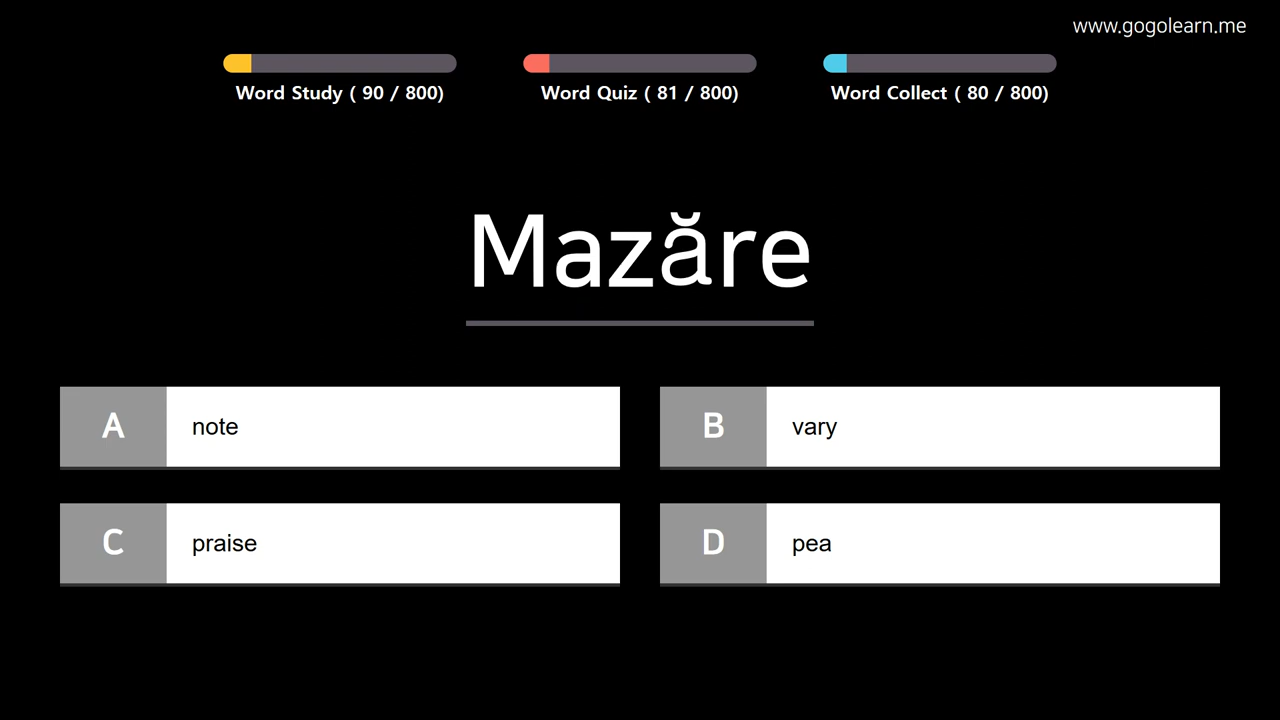 www.gogolearn.me
Word Study ( 90 / 800)
Word Quiz ( 81 / 800)
Word Collect ( 80 / 800)
Mazăre
A note
B vary
C praise
D pea